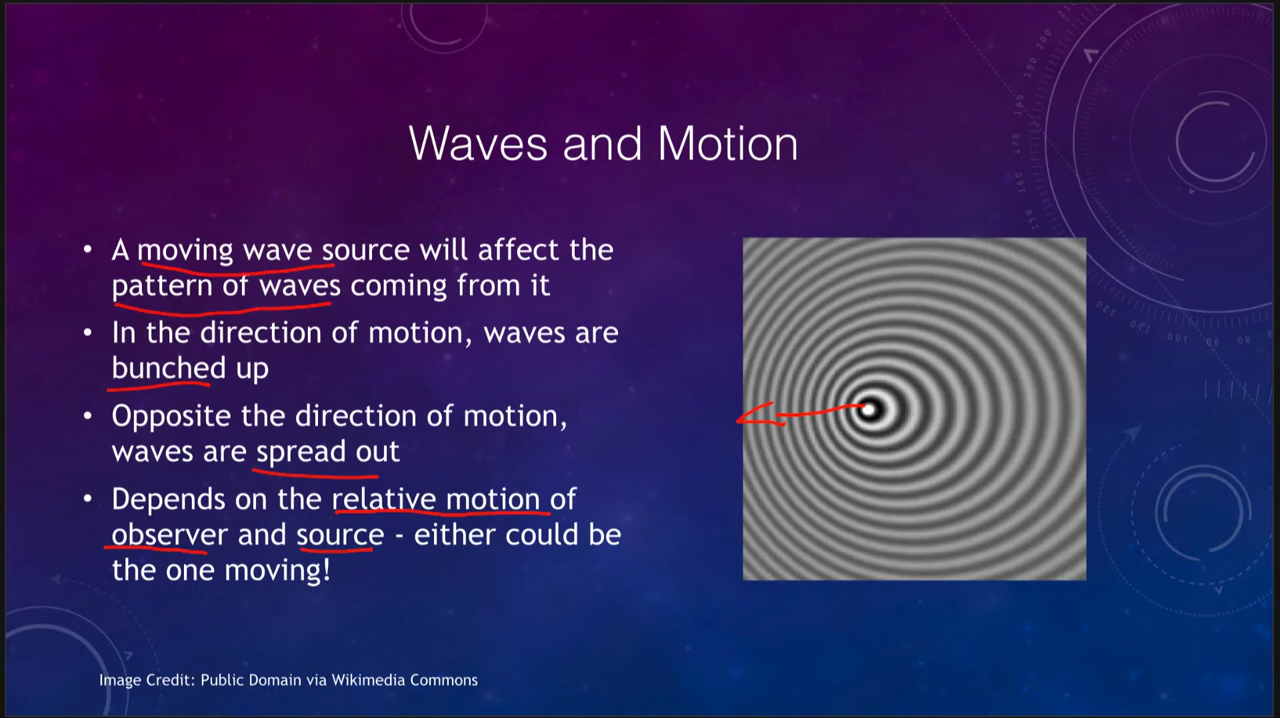 Waves and Motion
• A moving wave source will affect the
pattern of waves coming from it
• In the direction of motion, waves are
bunched up
• Opposite the direction of motion,
waves are spread out
• Depends on the relative motion of
observer and source - either could be
the one moving!
Image Credit: Public Domain via Wikimedia Commons